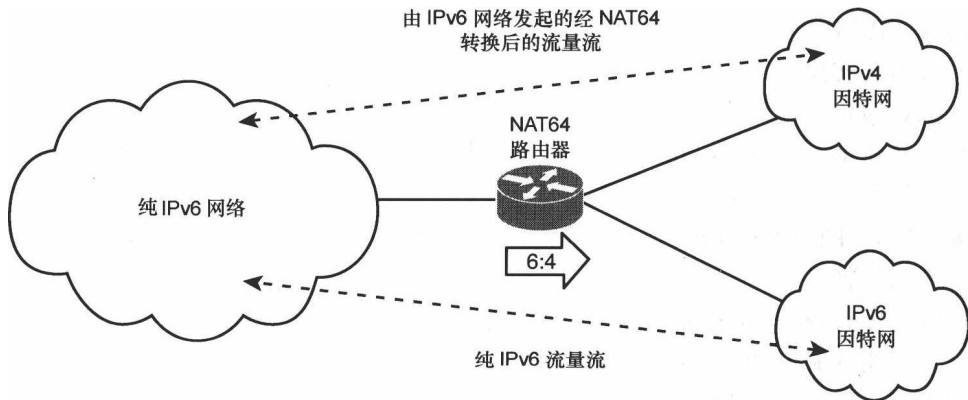 由 IPv6 网络发起的经 NAT64
转换后的流量流
IPv4
因特网
NAT64
路由器
纯 IPv6 网络
6:4
IPv6
因特网
纯 IPv6 流量流